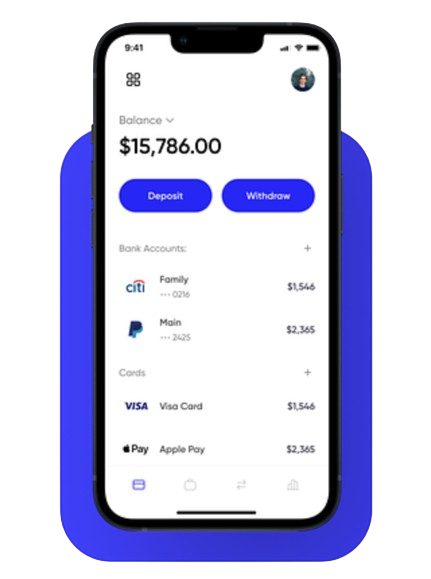 9:41
Balance
$15,786.00
Deposit Withdraw
Bank Accounts: +
citi Family $1,546
··· 0216
Main $2,365
··· 2425
Cards +
VISA Visa Card $1,546
Pay Apple Pay $2,365